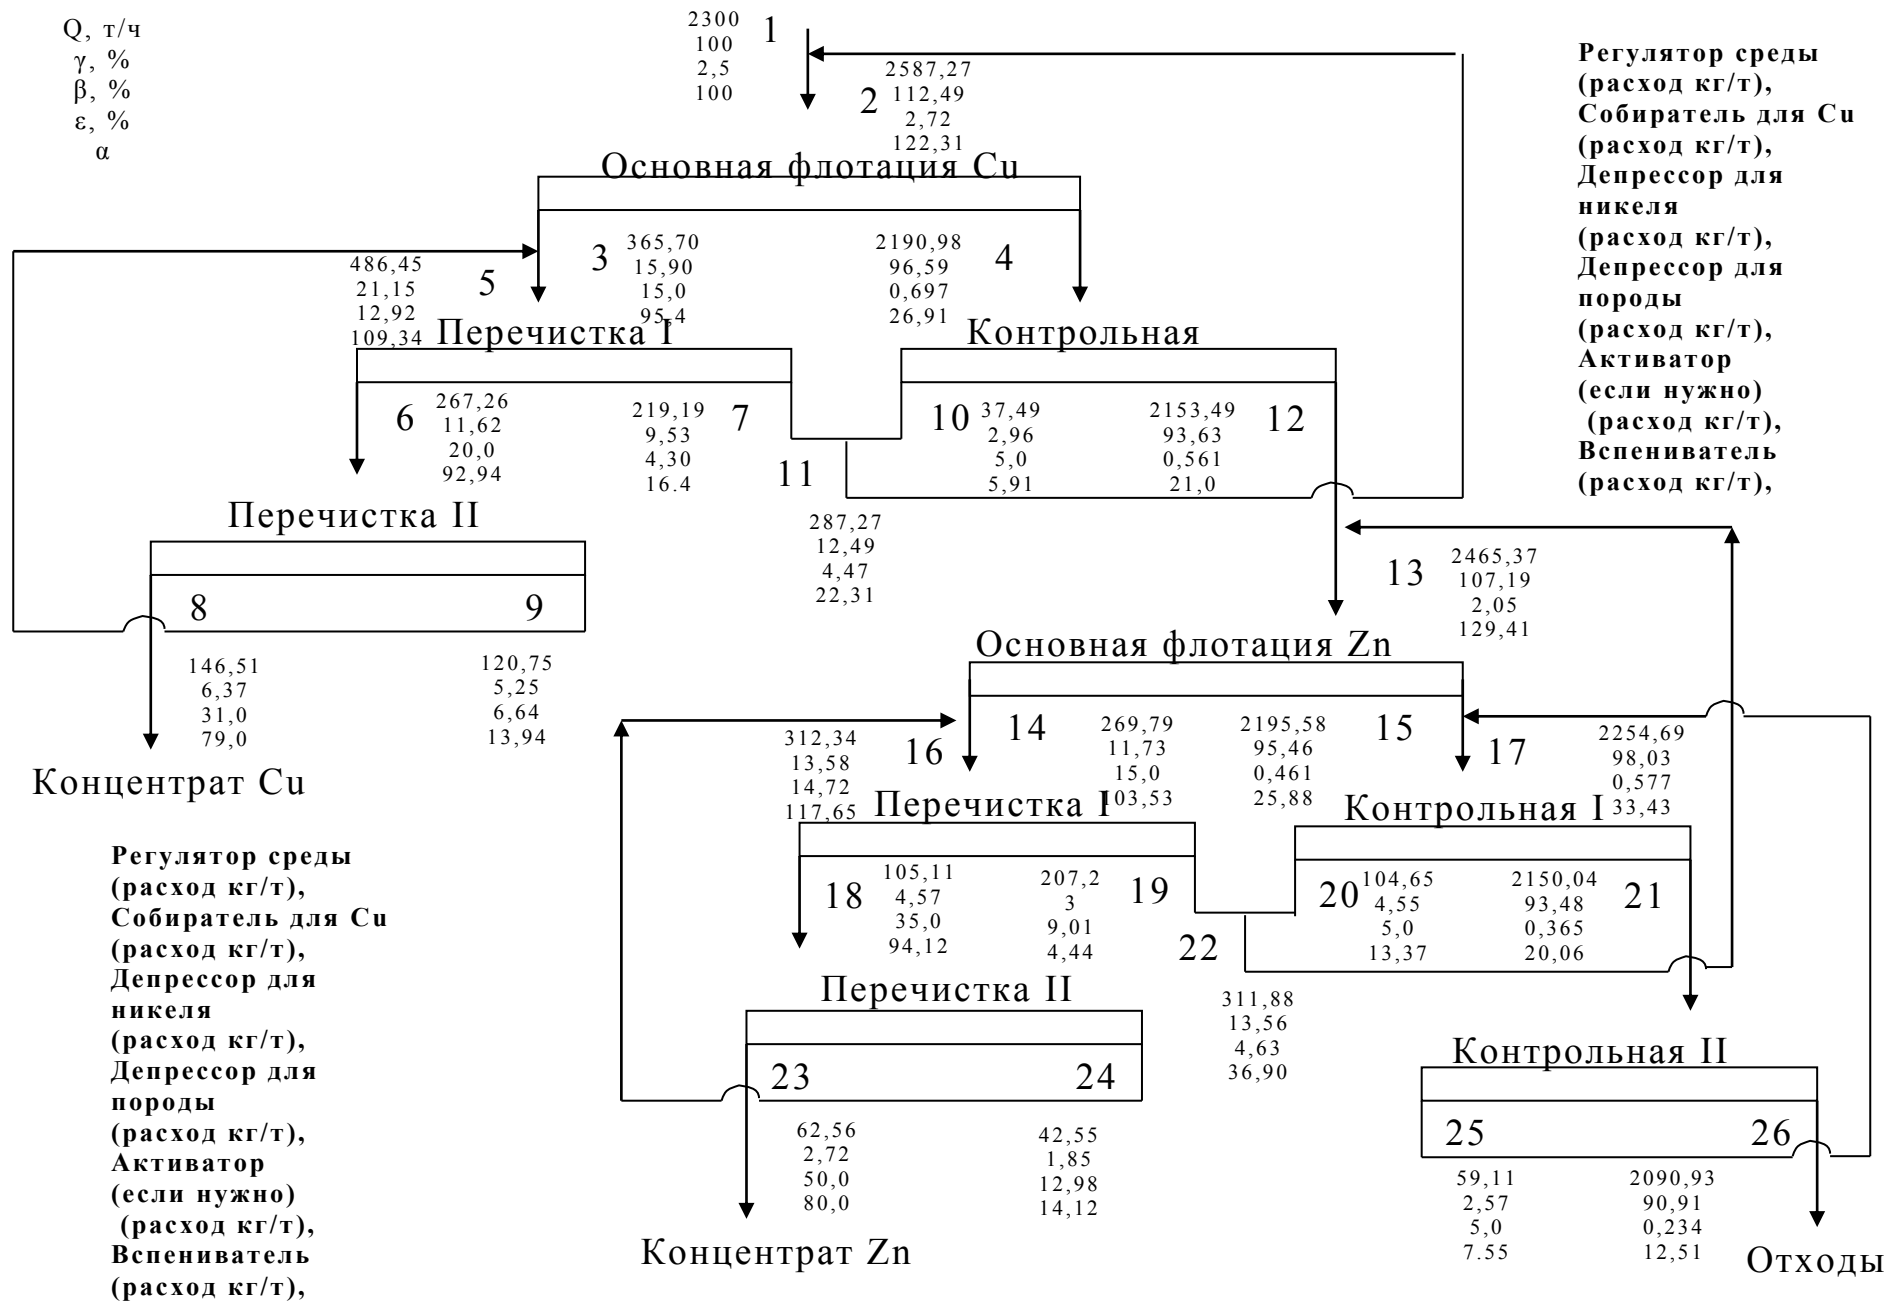 Q, т/ч
γ, %
β, %
ε, %
α
2300
100
2,5
100
1
2
2587,27
112,49
2,72
122,31
Регулятор среды
(расход кг/т),
Собиратель для Cu
(расход кг/т),
Депрессор для
никеля
(расход кг/т),
Депрессор для
породы
(расход кг/т),
Активатор
(если нужно)
(расход кг/т),
Вспениватель
(расход кг/т),
Основная флотация Cu
486,45
21,15
12,92
109,34
5
3
365,70
15,90
15,0
95,4
2190,98
96,59
0,697
26,91
4
Перечистка I
Контрольная
6
267,26
11,62
20,0
92,94
219,19
9,53
4,30
16.4
7
11
287,27
12,49
4,47
22,31
10
37,49
2,96
5,0
5,91
2153,49
93,63
0,561
21,0
12
Перечистка II
8
9
146,51
6,37
31,0
79,0
120,75
5,25
6,64
13,94
Концентрат Cu
13
2465,37
107,19
2,05
129,41
Основная флотация Zn
312,34
13,58
14,72
117,65
16
14
269,79
11,73
15,0
103,53
2195,58
95,46
0,461
25,88
15
17
2254,69
98,03
0,577
33,43
Перечистка I
Контрольная I
18
105,11
4,57
35,0
94,12
207,2
3
9,01
4,44
19
22
311,88
13,56
4,63
36,90
20
104,65
4,55
5,0
13,37
2150,04
93,48
0,365
20,06
21
Перечистка II
Контрольная II
23
24
62,56
2,72
50,0
80,0
42,55
1,85
12,98
14,12
Концентрат Zn
25
26
59,11
2,57
5,0
7.55
2090,93
90,91
0,234
12,51
Отходы
Регулятор среды
(расход кг/т),
Собиратель для Cu
(расход кг/т),
Депрессор для
никеля
(расход кг/т),
Депрессор для
породы
(расход кг/т),
Активатор
(если нужно)
(расход кг/т),
Вспениватель
(расход кг/т),